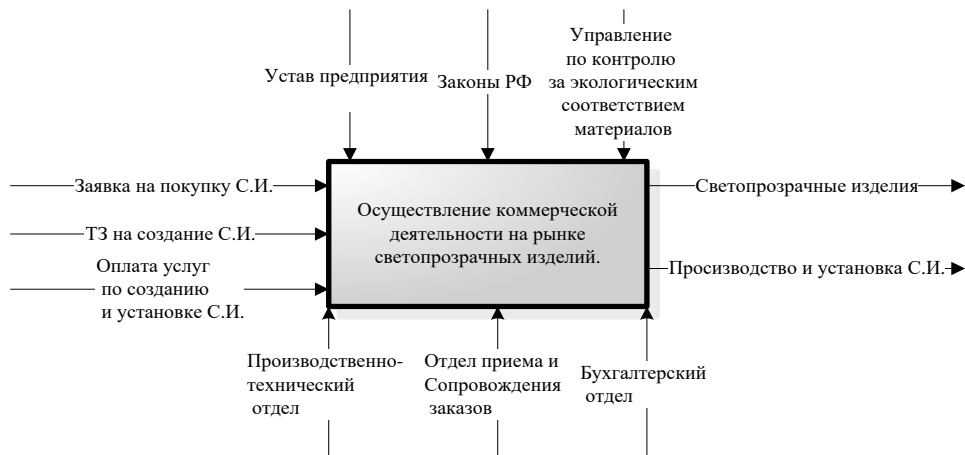 Устав предприятия
Законы РФ
Управление
по контролю
за экологическим
соответствием
материалов
Заявка на покупку С.И.
ТЗ на создание С.И.
Оплата услуг
по созданию
и установке С.И.
Осуществление коммерческой
деятельности на рынке
светопрозрачных изделий.
Светопрозрачные изделия
Просизводство и установка С.И.
Производственно-
технический
отдел
Отдел приема и
Сопровождения
заказов
Бухгалтерский
отдел